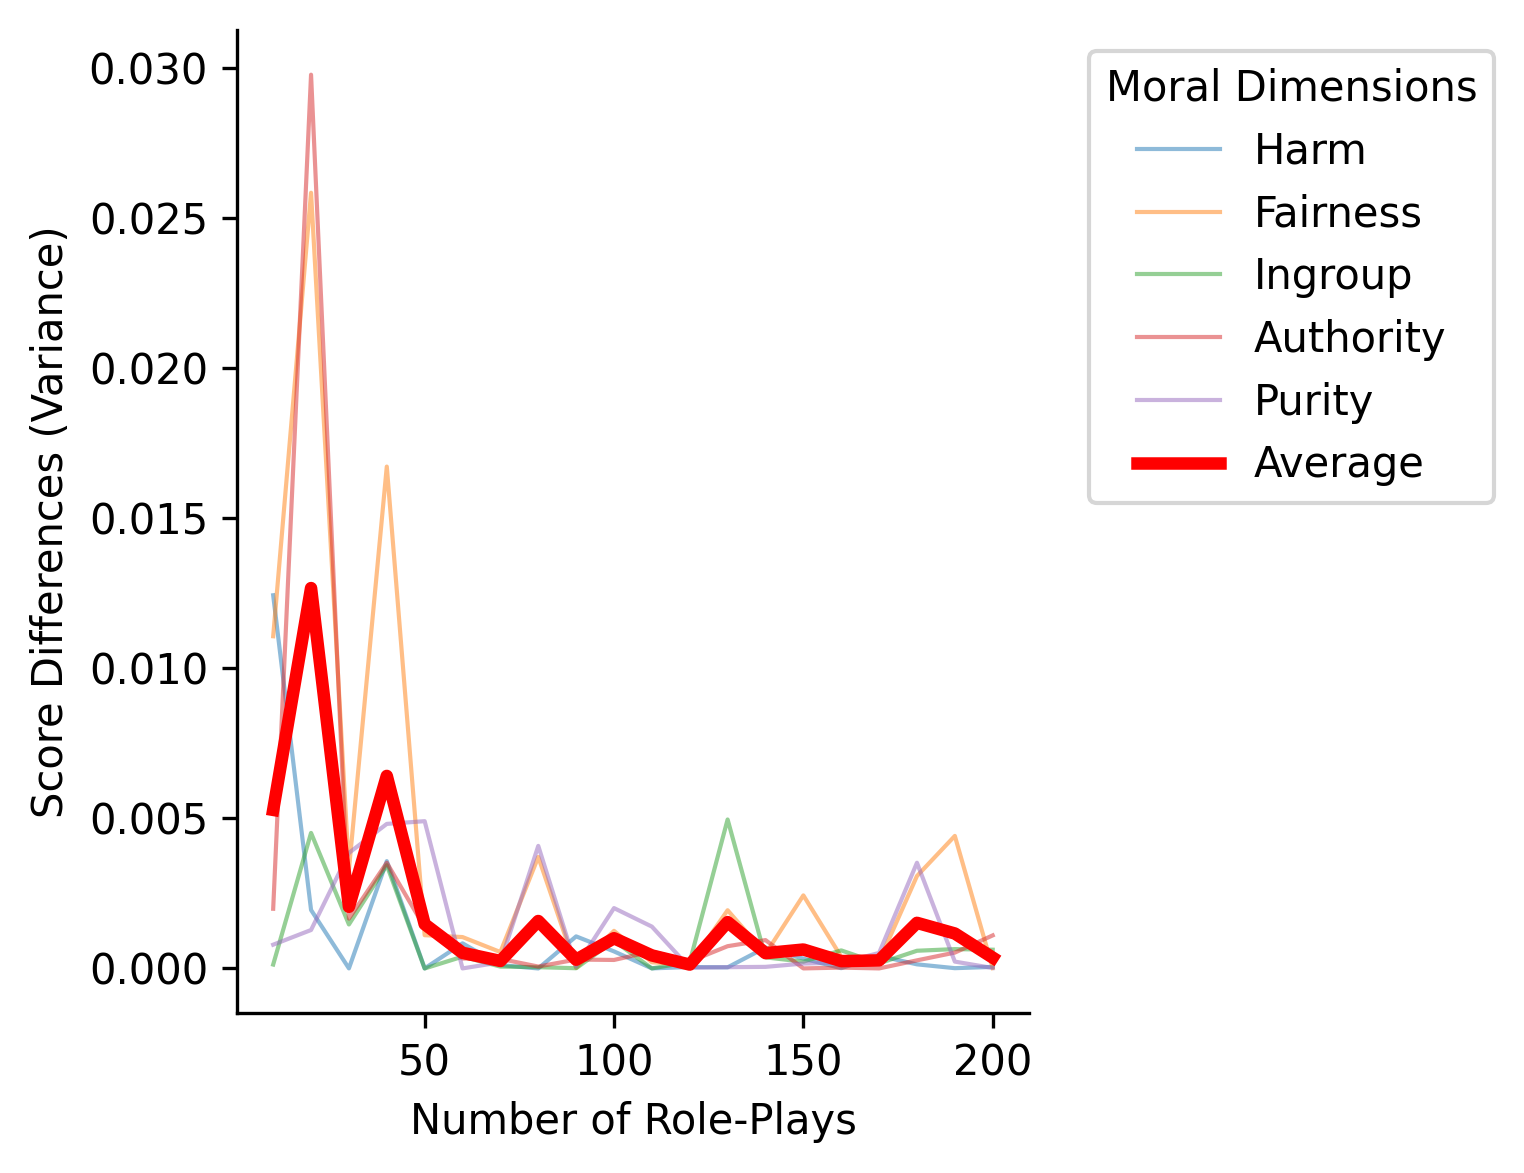 0.030
0.025
0.020
0.015
0.010
0.005
0.000
Score Differences (Variance)
50
100
150
200
Number of Role-Plays
Moral Dimensions
Harm
Fairness
Ingroup
Authority
Purity
Average